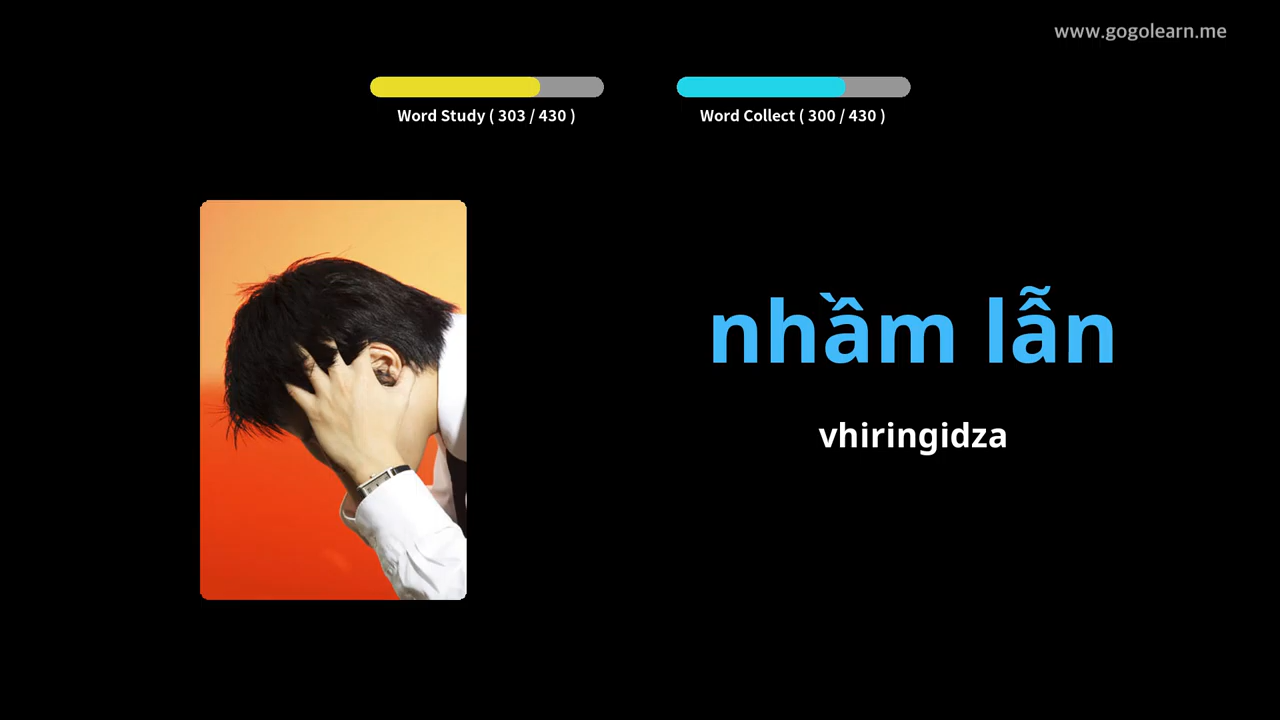 www.gogolearn.me
Word Study ( 303 / 430 )
Word Collect ( 300 / 430 )
nhầm lẫn
vhiringidza